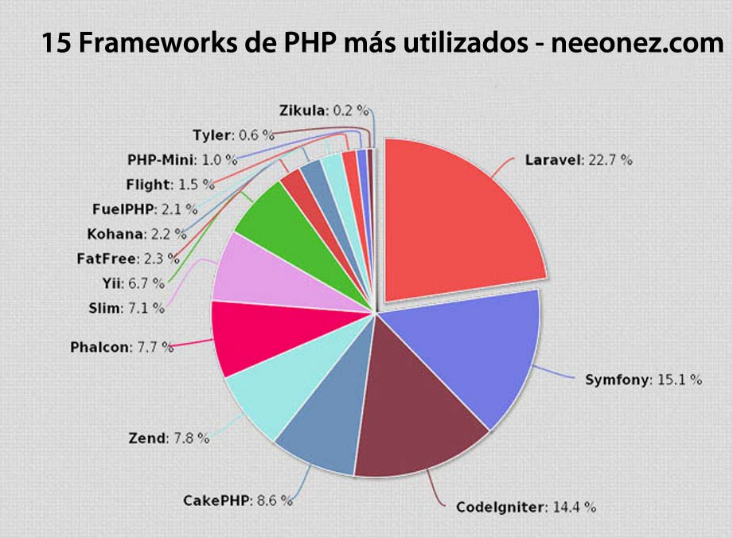 15 Frameworks de PHP más utilizados - neeonez.com
Zikula: 0.2 %
Tyler: 0.6 %
PHP-Mini: 1.0 %
Flight: 1.5 %
FuelPHP: 2.1 %
Kohana: 2.2 %
FatFree: 2.3 %
Yii: 6.7 %
Slim: 7.1 %
Phalcon: 7.7 %
Zend: 7.8 %
CakePHP: 8.6 %
Laravel: 22.7 %
Symfony: 15.1 %
CodeIgniter: 14.4 %